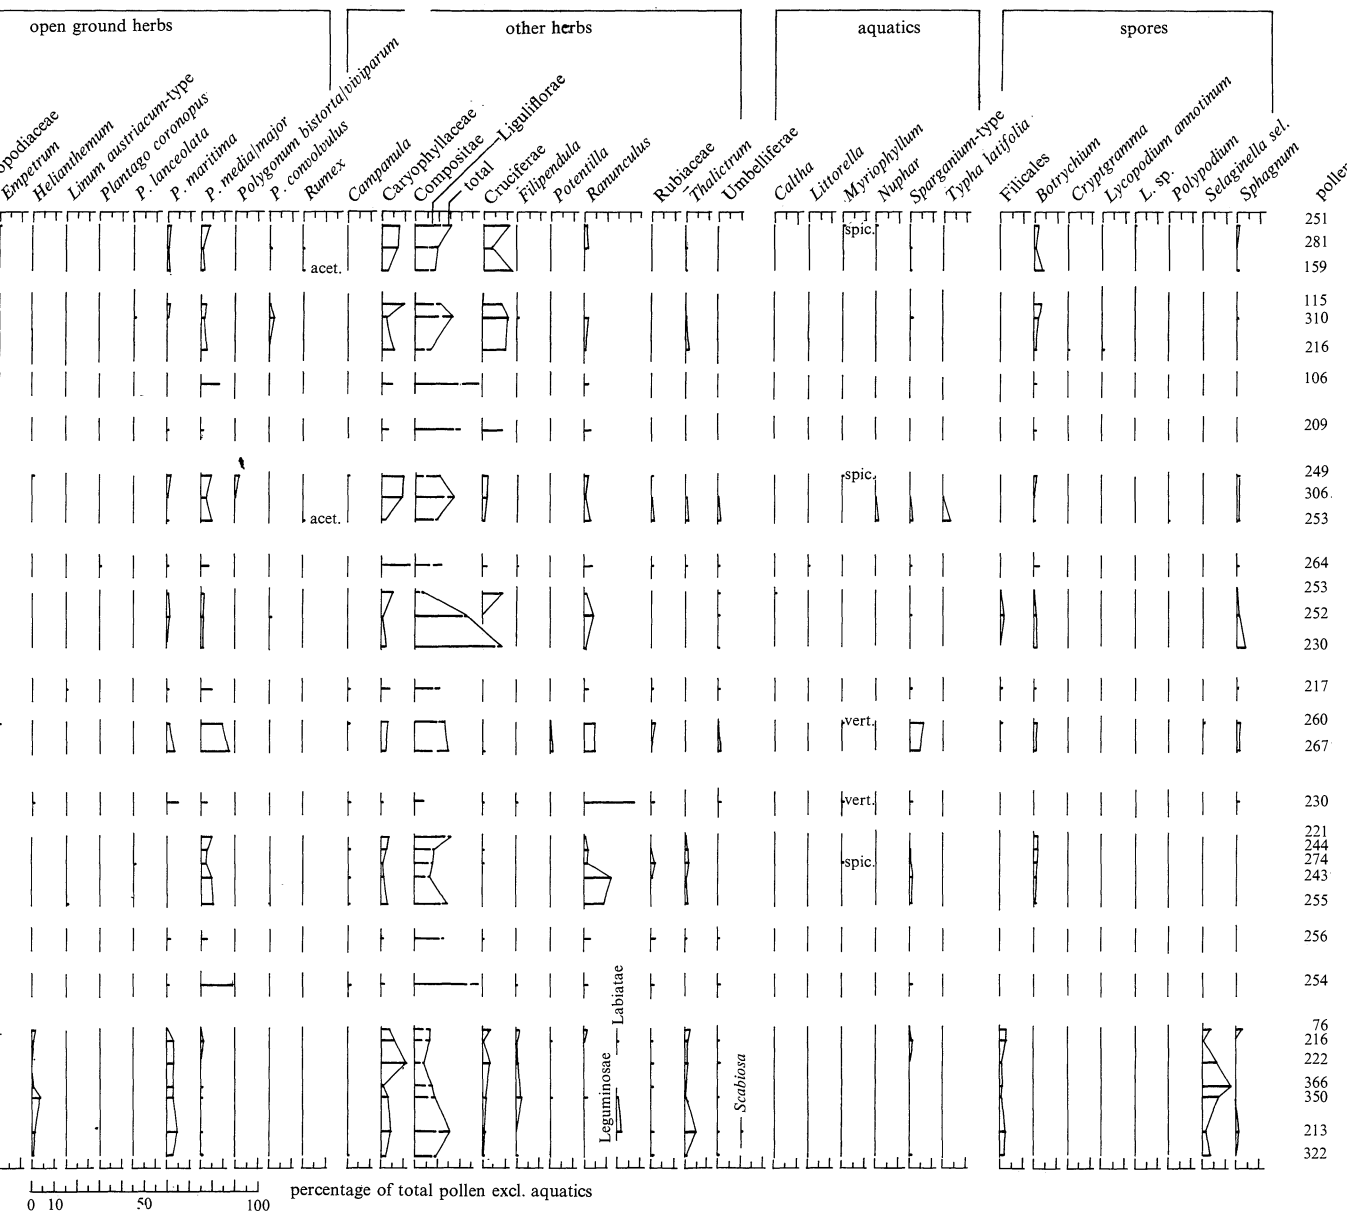 open ground herbs
other herbs
aquatics
spores
opodiaceae
Empetrum
Helianthemum
Linum austriacum-type
Plantago coronopus
P. lanceolata
P. maritima
P. media/major
Polygonum bistorta/viviparum
P. convolvulus
Rumex
Campanula
Caryophyllaceae
Compositae
total
Liguliflorae
Cruciferae
Filipendula
Potentilla
Ranunculus
Rubiaceae
Thalictrum
Umbelliferae
Caltha
Littorella
Myriophyllum
Nuphar
Sparganium-type
Typha latifolia
Filicales
Botrychium
Cryptgramma
Lycopodium annotinum
L. sp.
Polypodium
Selaginella sel.
Sphagnum
pollen
251
spic.
281
acet.
159
115
310
216
106
209
249
spic.
306
acet.
253
264
253
252
230
217
vert.
260
267
vert.
230
221
244
spic.
274
243
255
256
254
Labiatae
76
216
222
366
350
Leguminosae
Scabiosa
213
322
0 10 50 100
percentage of total pollen excl. aquatics